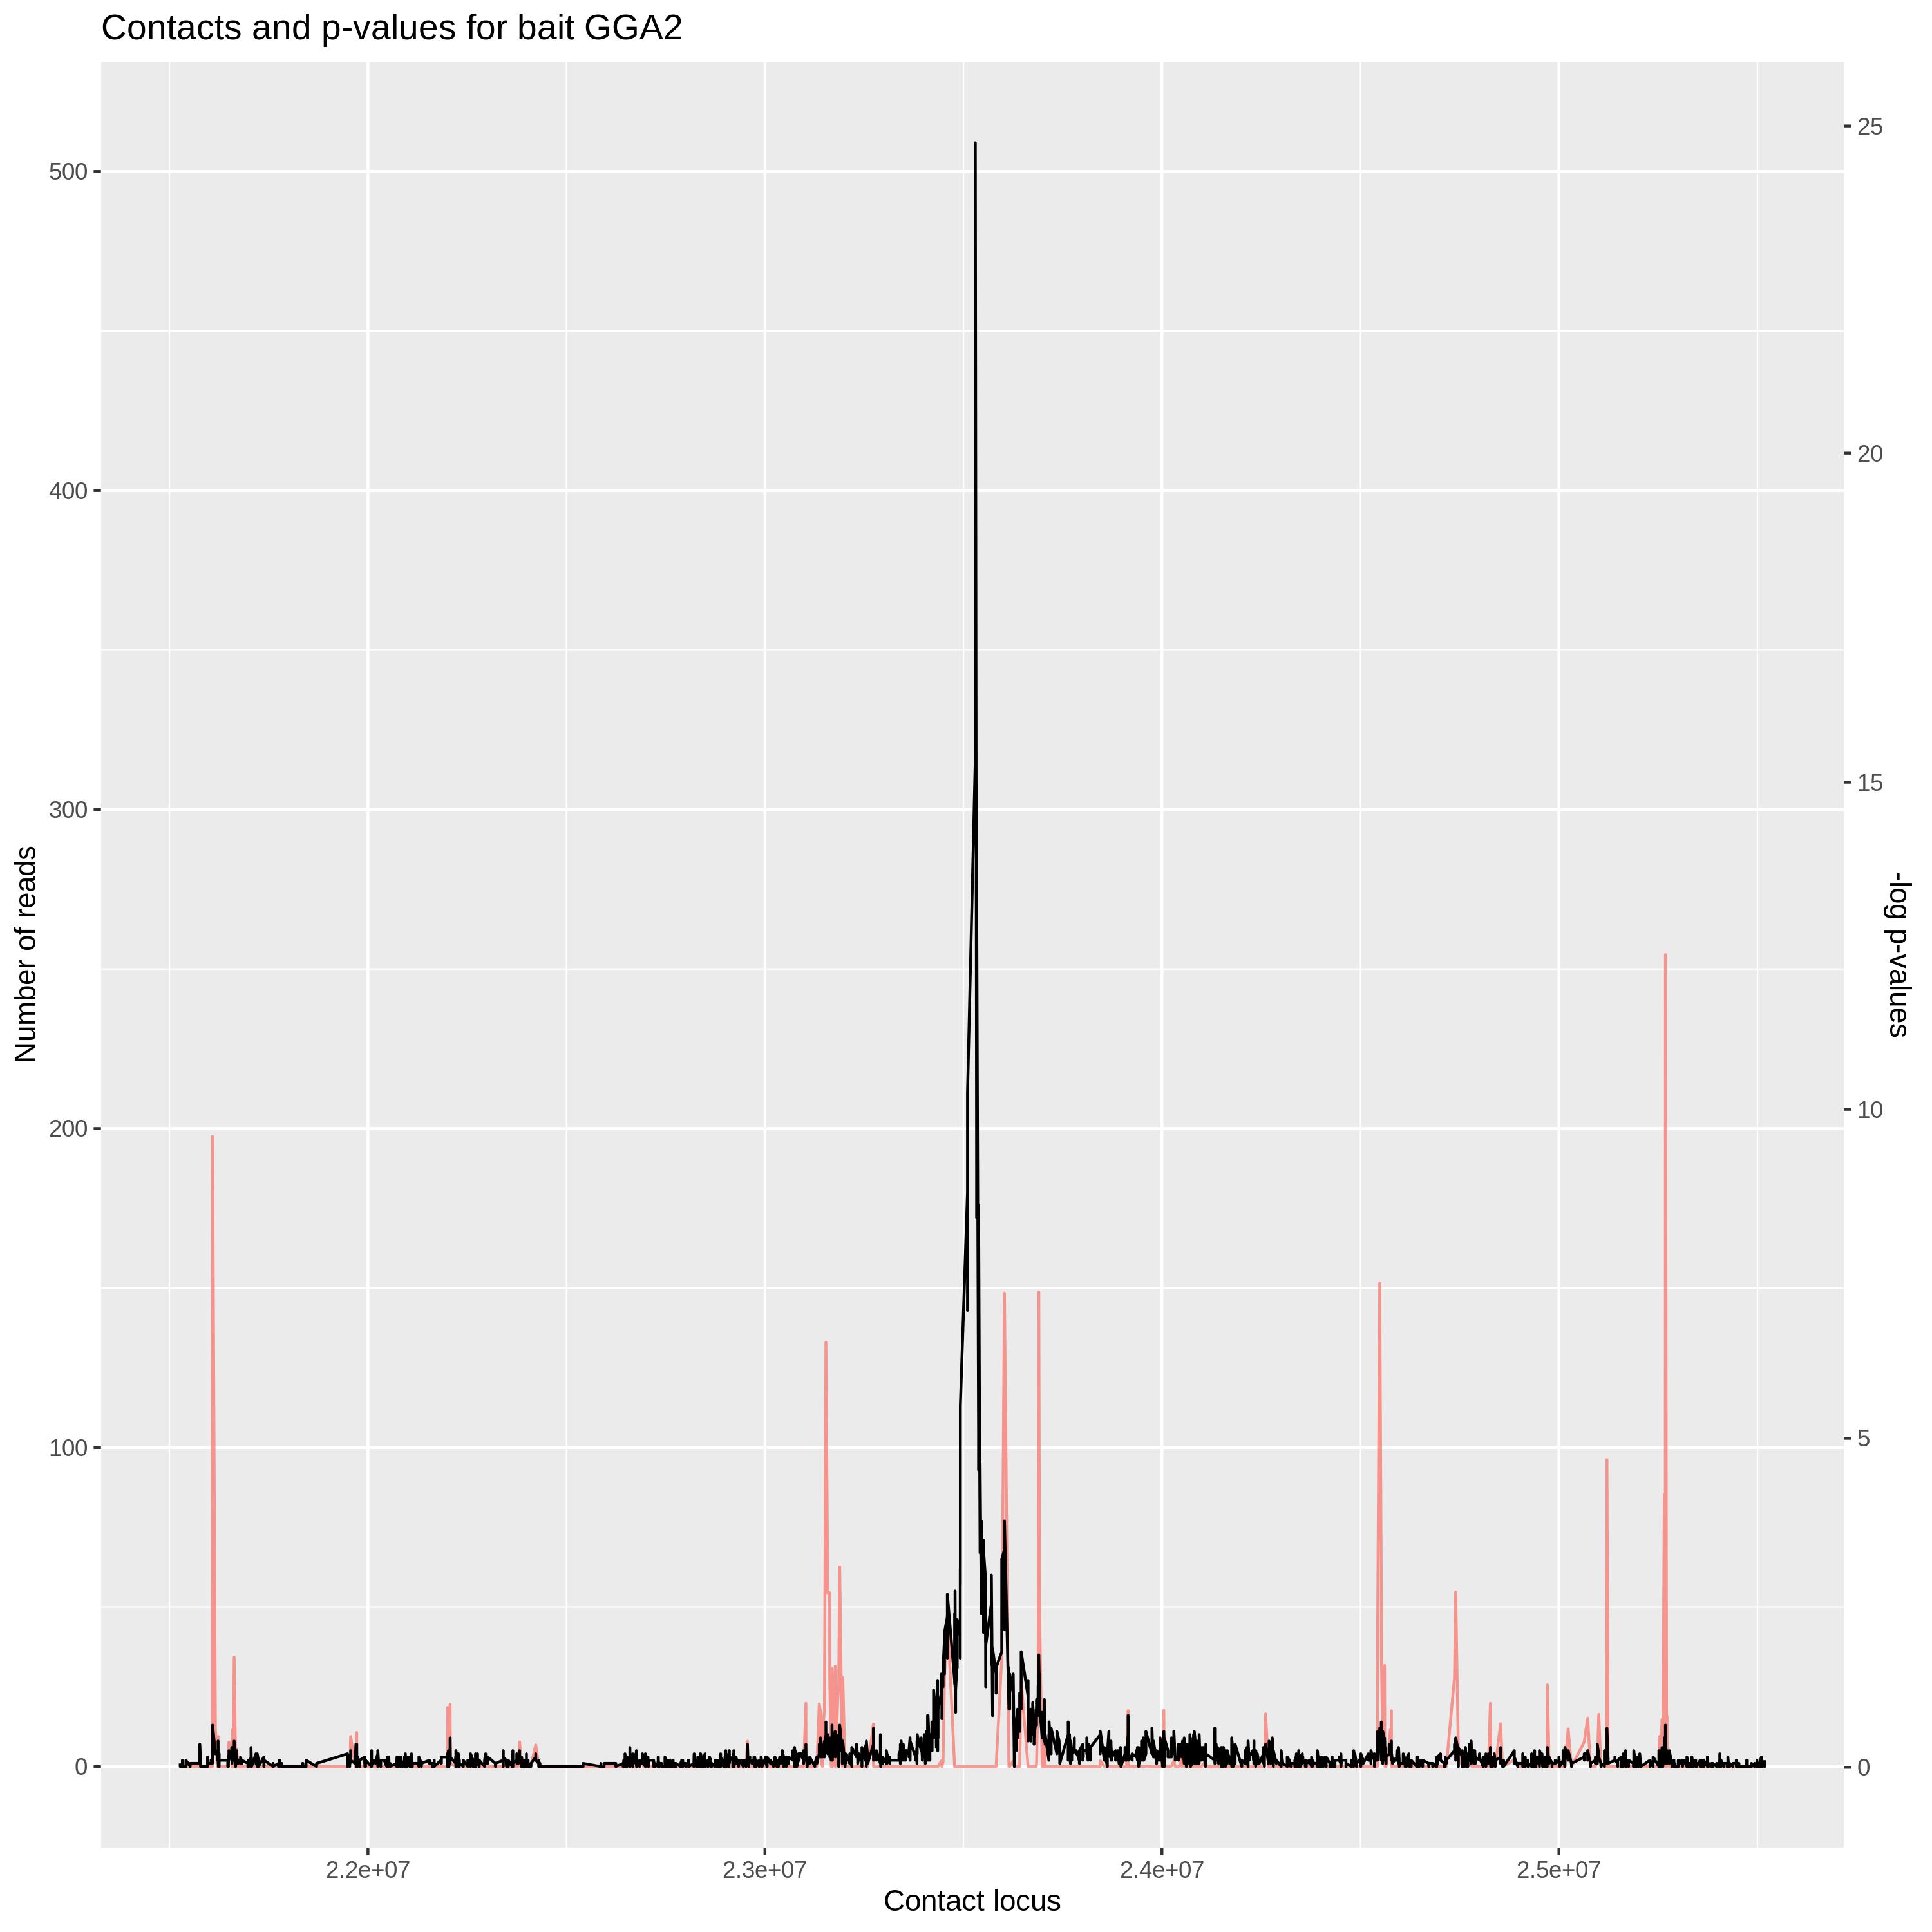 Contacts and p-values for bait GGA2
500
400
300
200
100
0
Number of reads
25
20
15
10
5
0
-log p-values
2.2e+07
2.3e+07
2.4e+07
2.5e+07
Contact locus